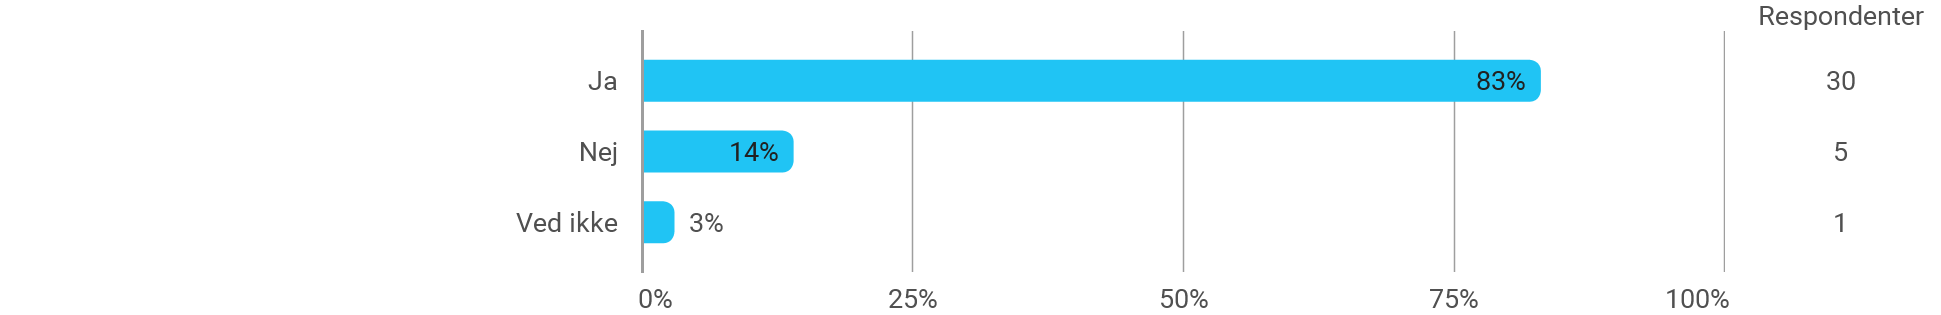 Respondenter
Ja 83% 30
Nej 14% 5
Ved ikke 3% 1
0% 25% 50% 75% 100%